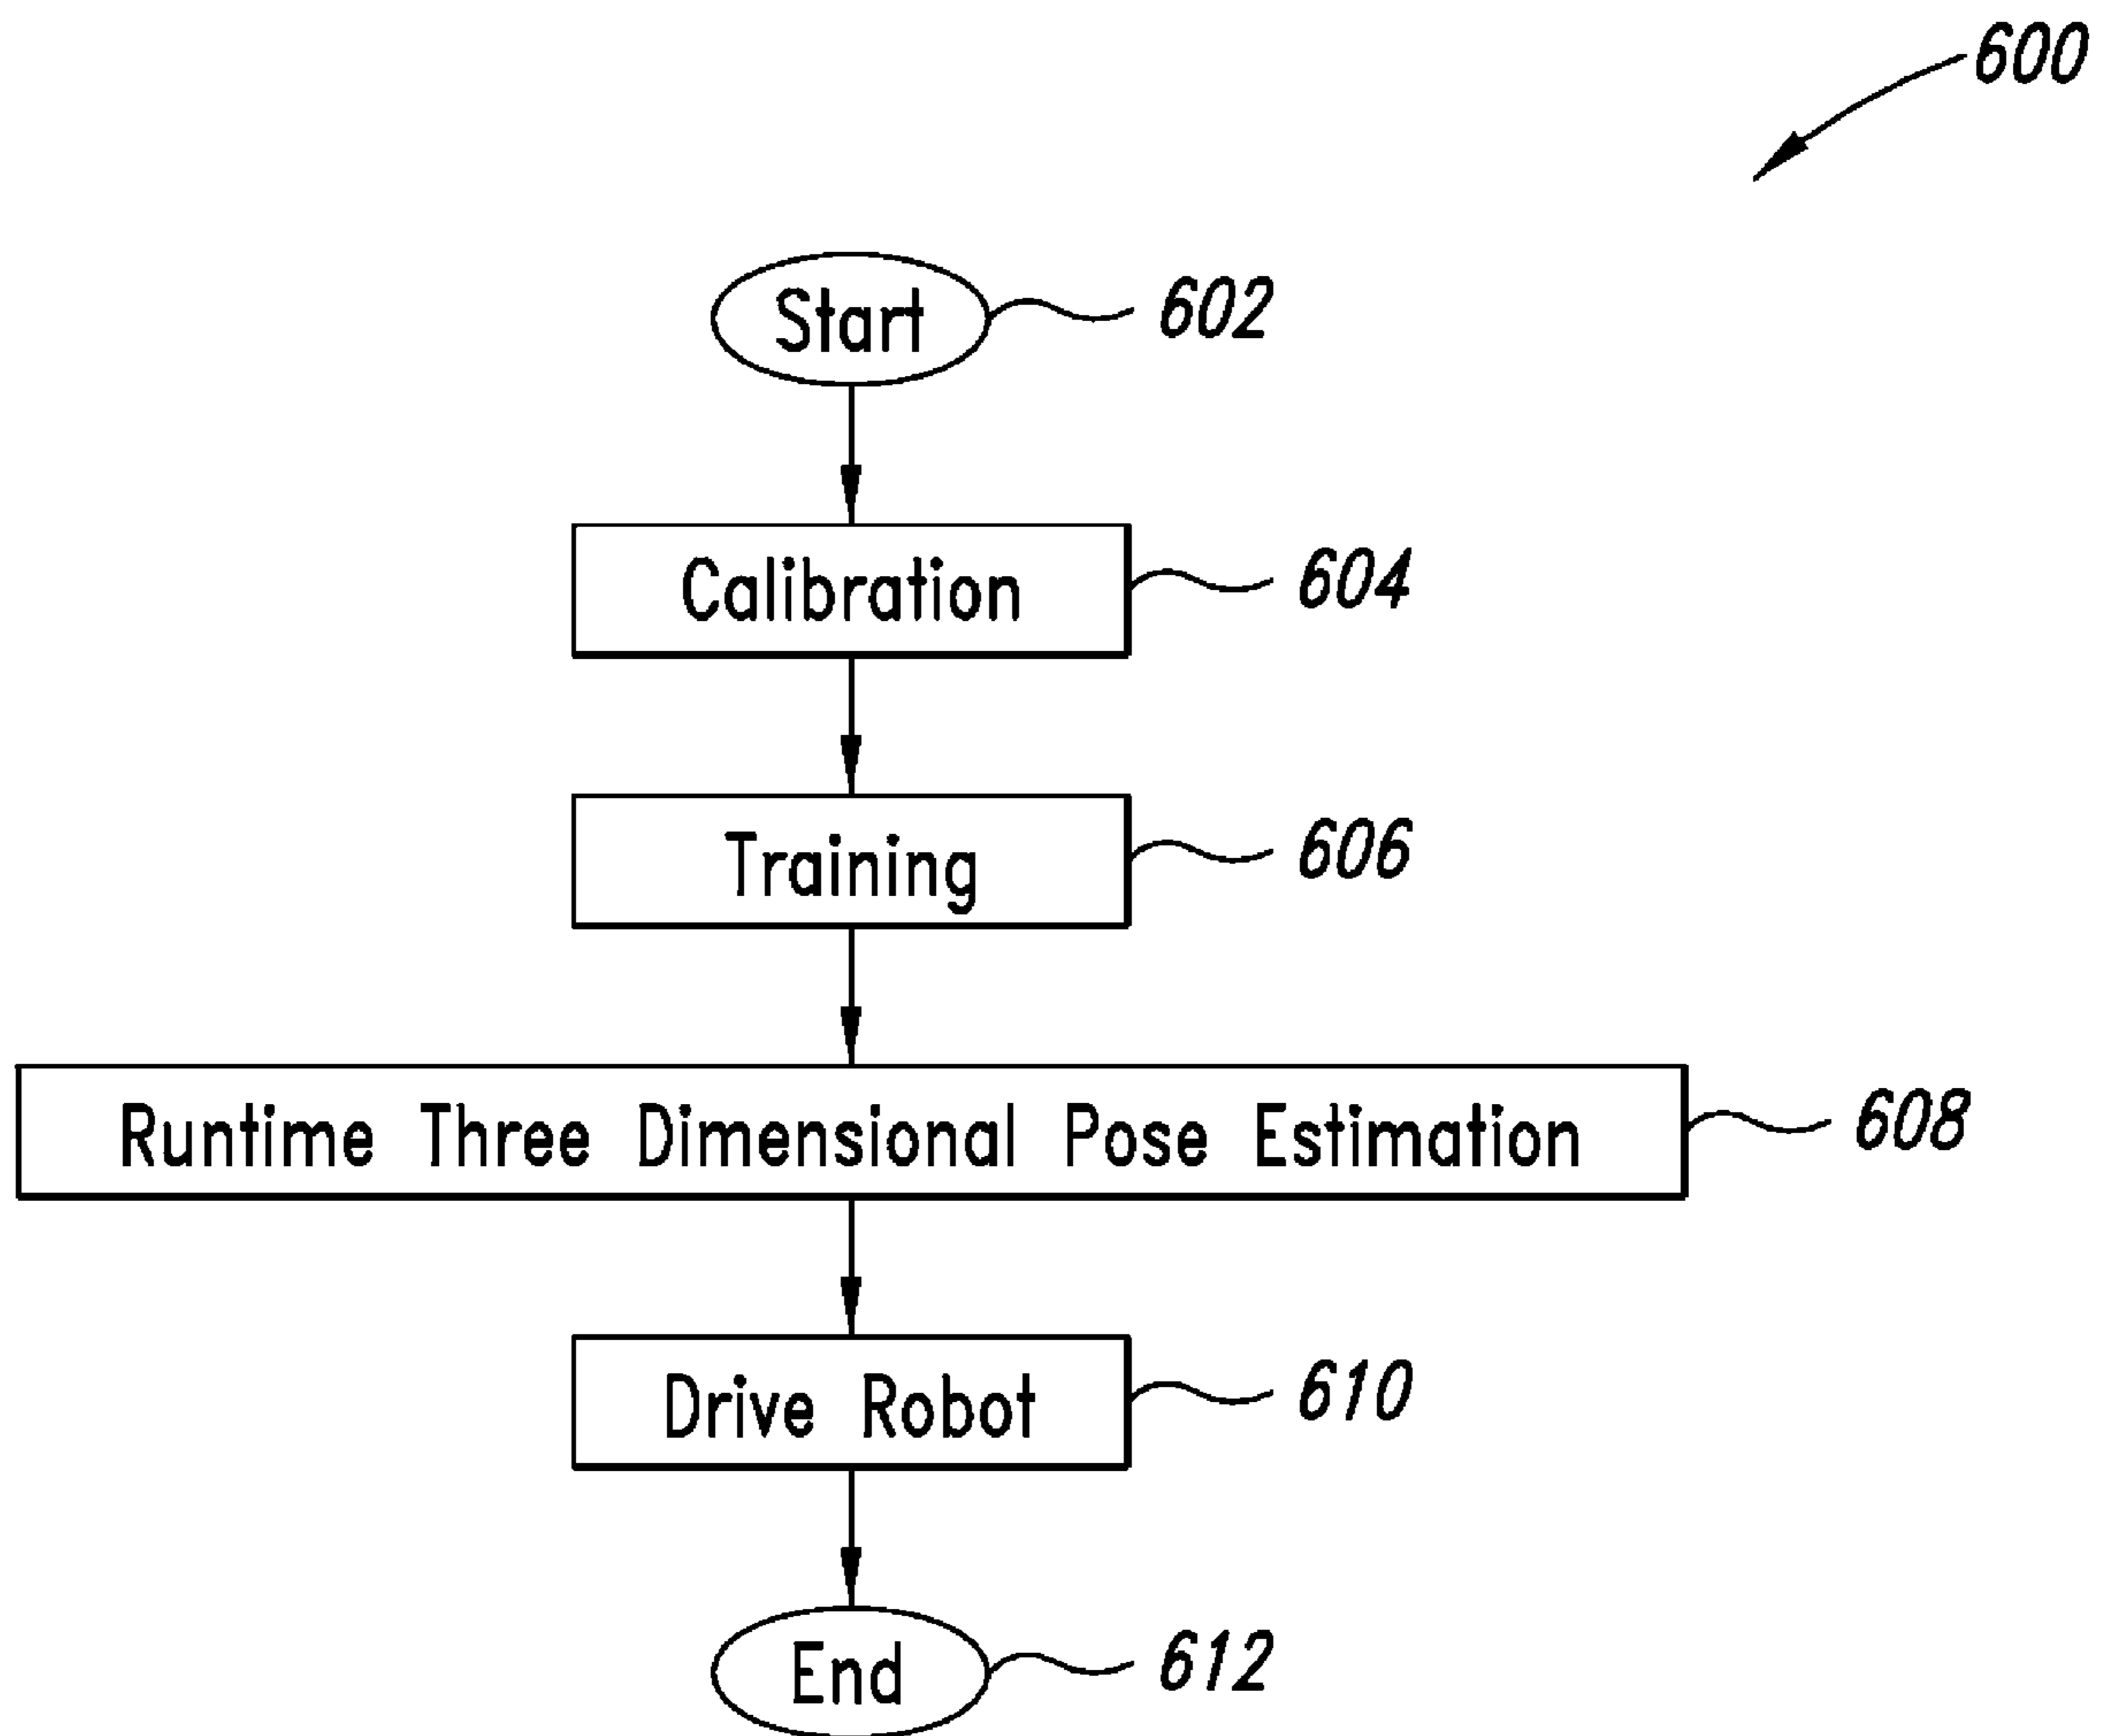 600
Start 602
Calibration 604
Training 606
Runtime Three Dimensional Pose Estimation 608
Drive Robot 610
End 612